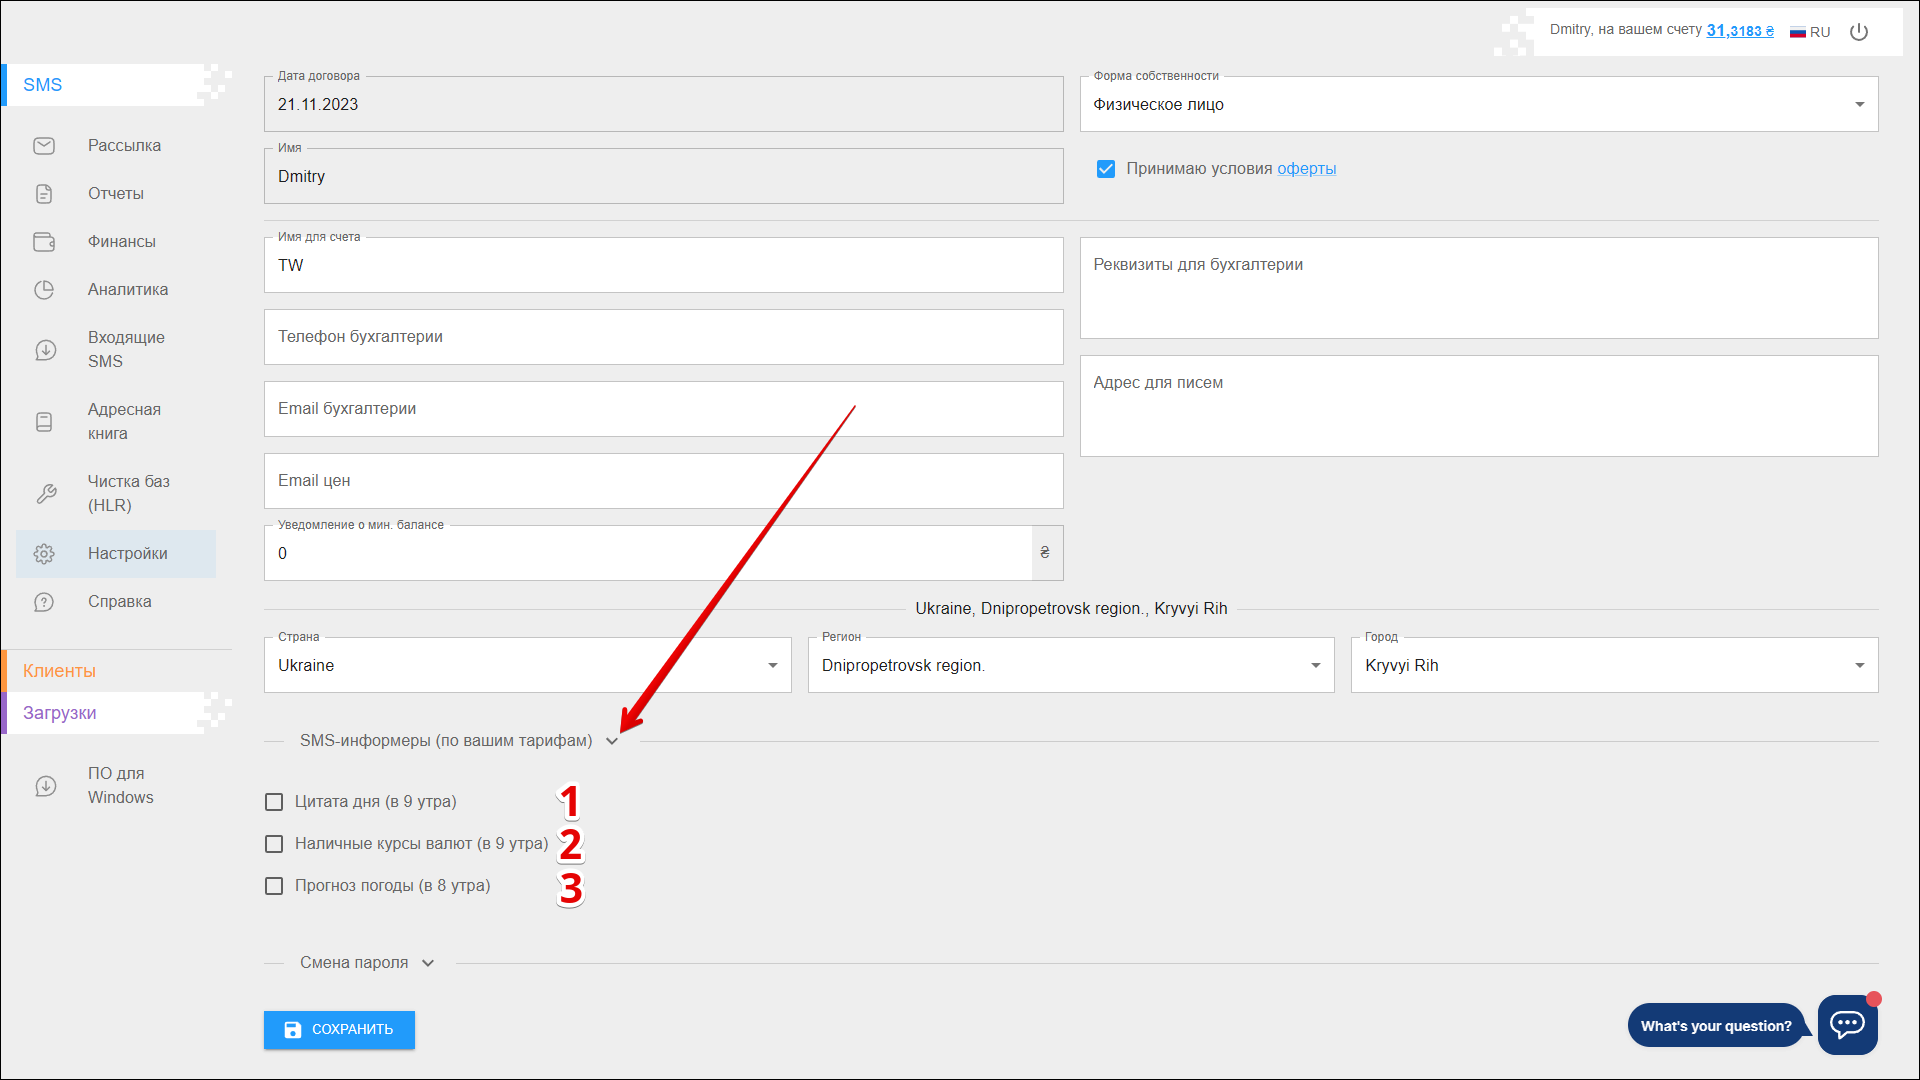 Dmitry, на вашем счету 31,3183 ₴ RU
SMS
Рассылка
Отчеты
Финансы
Аналитика
Входящие
SMS
Адресная
книга
Чистка баз
(HLR)
Настройки
Справка
Клиенты
Загрузки
ПО для
Windows
Дата договора
21.11.2023
Форма собственности
Физическое лицо
Имя
Dmitry
Принимаю условия оферты
Имя для счета
TW
Реквизиты для бухгалтерии
Телефон бухгалтерии
Адрес для писем
Email бухгалтерии
Email цен
Уведомление о мин. балансе
0 ₴
Ukraine, Dnipropetrovsk region., Kryvyi Rih
Страна
Ukraine
Регион
Dnipropetrovsk region.
Город
Kryvyi Rih
SMS-информеры (по вашим тарифам)
Цитата дня (в 9 утра) 1
Наличные курсы валют (в 9 утра) 2
Прогноз погоды (в 8 утра) 3
Смена пароля
СОХРАНИТЬ
What's your question?